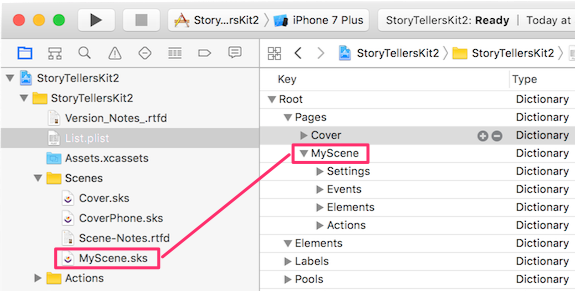 Story...rsKit2 iPhone 7 Plus StoryTellersKit2: Ready Today at
StoryTellersKit2
StoryTellersKit2
Version_Notes_.rtfd
List.plist
Assets.xcassets
Scenes
Cover.sks
CoverPhone.sks
Scene-Notes.rtfd
MyScene.sks
Actions
StoryTellersKit2 StoryTellersKit2
Key Type
Root Dictionary
Pages Dictionary
Cover Dictionary
MyScene Dictionary
Settings Dictionary
Events Dictionary
Elements Dictionary
Actions Dictionary
Elements Dictionary
Labels Dictionary
Pools Dictionary